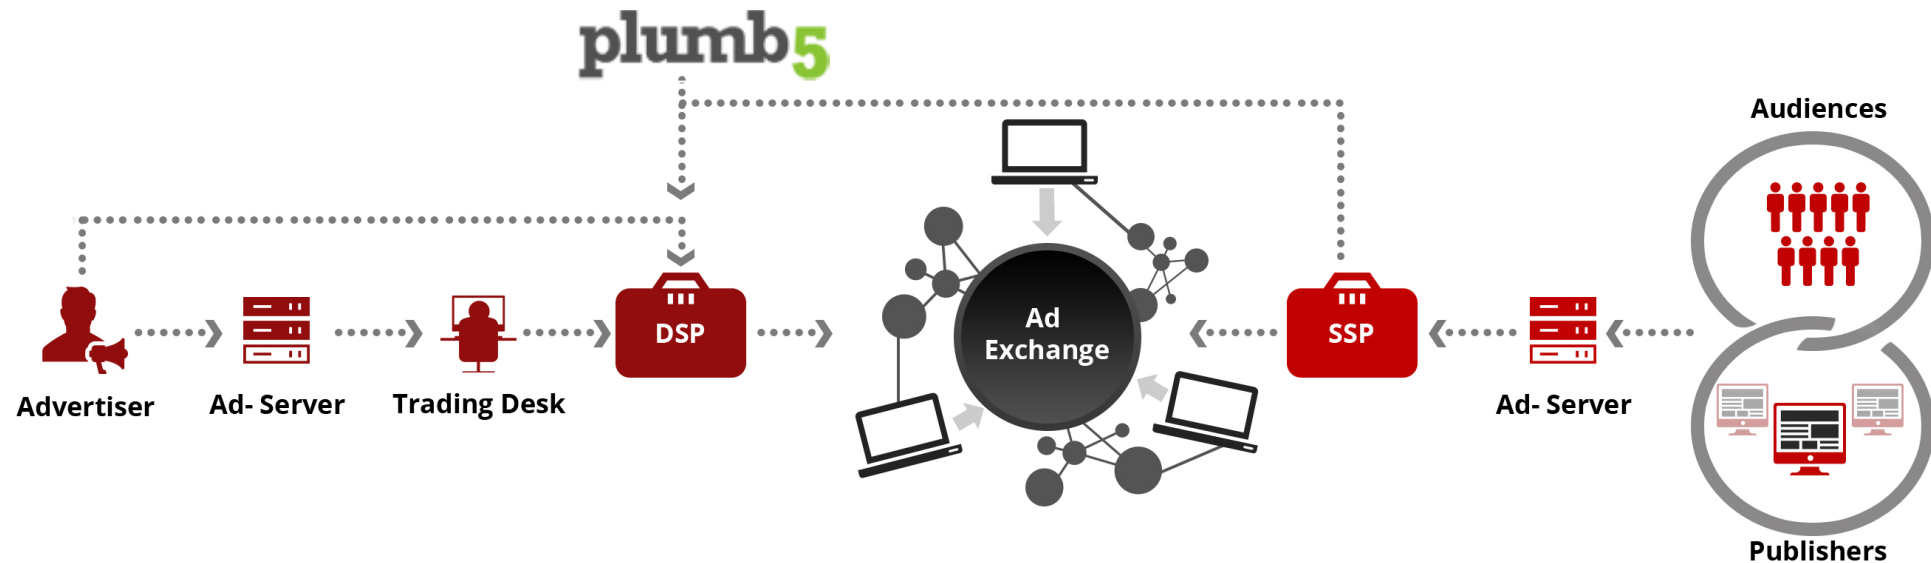 plumb5
Audiences
DSP
Ad
Exchange
SSP
Advertiser
Ad- Server
Trading Desk
Ad- Server
Publishers